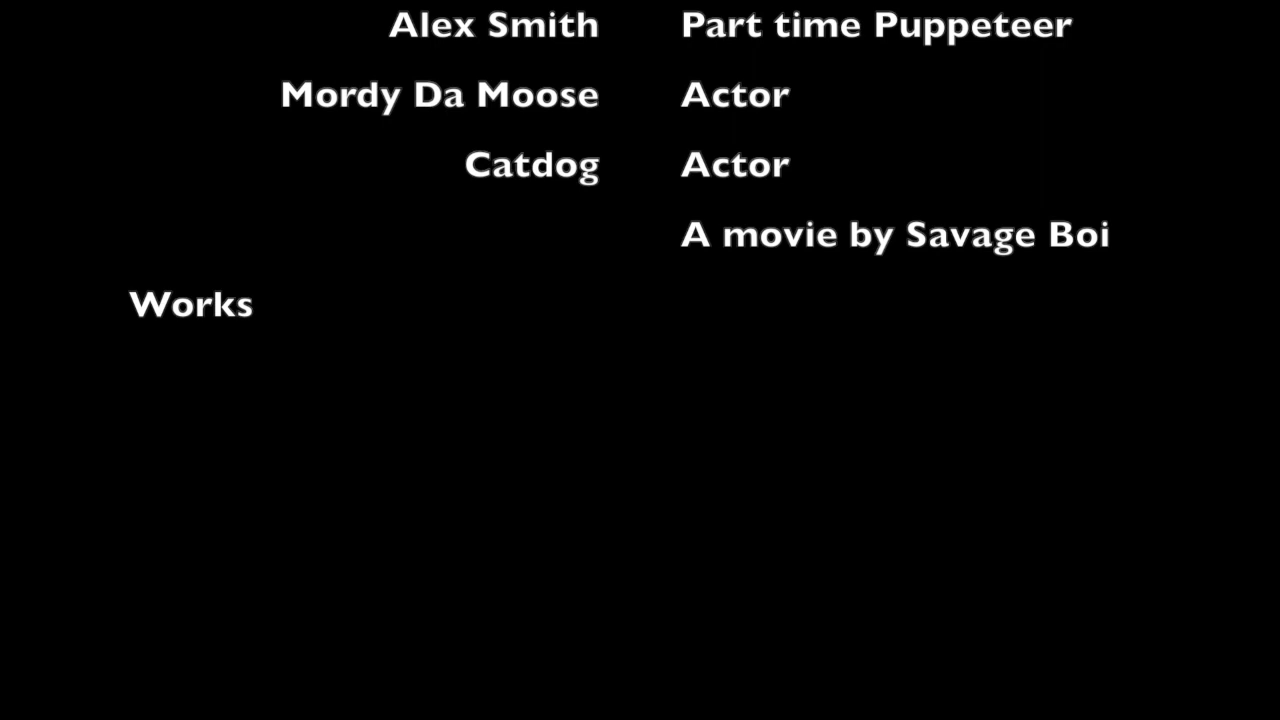 Alex Smith Part time Puppeteer
Mordy Da Moose Actor
Catdog Actor
A movie by Savage Boi
Works